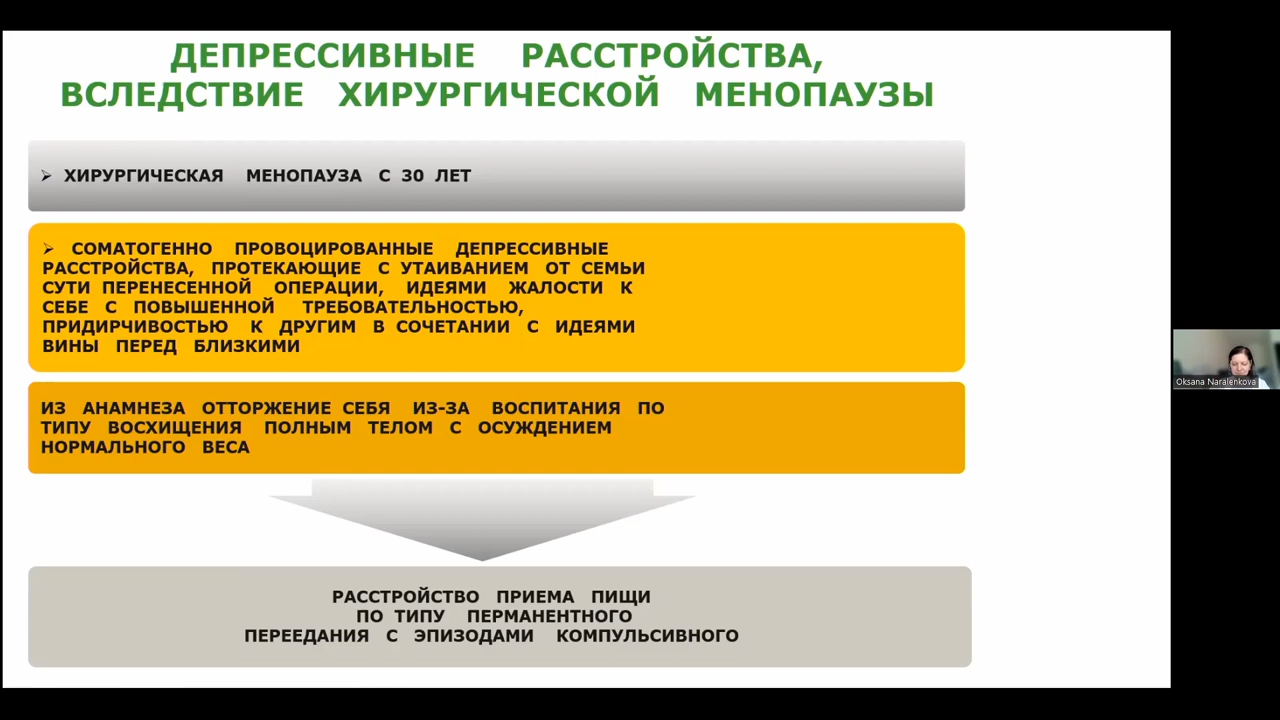 ДЕПРЕССИВНЫЕ РАССТРОЙСТВА,
ВСЛЕДСТВИЕ ХИРУРГИЧЕСКОЙ МЕНОПАУЗЫ
➢ ХИРУРГИЧЕСКАЯ МЕНОПАУЗА С 30 ЛЕТ
➢ СОМАТОГЕННО ПРОВОЦИРОВАННЫЕ ДЕПРЕССИВНЫЕ
РАССТРОЙСТВА, ПРОТЕКАЮЩИЕ С УТАИВАНИЕМ ОТ СЕМЬИ
СУТИ ПЕРЕНЕСЕННОЙ ОПЕРАЦИИ, ИДЕЯМИ ЖАЛОСТИ К
СЕБЕ С ПОВЫШЕННОЙ ТРЕБОВАТЕЛЬНОСТЬЮ,
ПРИДИРЧИВОСТЬЮ К ДРУГИМ В СОЧЕТАНИИ С ИДЕЯМИ
ВИНЫ ПЕРЕД БЛИЗКИМИ
ИЗ АНАМНЕЗА ОТТОРЖЕНИЕ СЕБЯ ИЗ-ЗА ВОСПИТАНИЯ ПО
ТИПУ ВОСХИЩЕНИЯ ПОЛНЫМ ТЕЛОМ С ОСУЖДЕНИЕМ
НОРМАЛЬНОГО ВЕСА
РАССТРОЙСТВО ПРИЕМА ПИЩИ
ПО ТИПУ ПЕРМАНЕНТНОГО
ПЕРЕЕДАНИЯ С ЭПИЗОДАМИ КОМПУЛЬСИВНОГО
Oksana Naralenkova